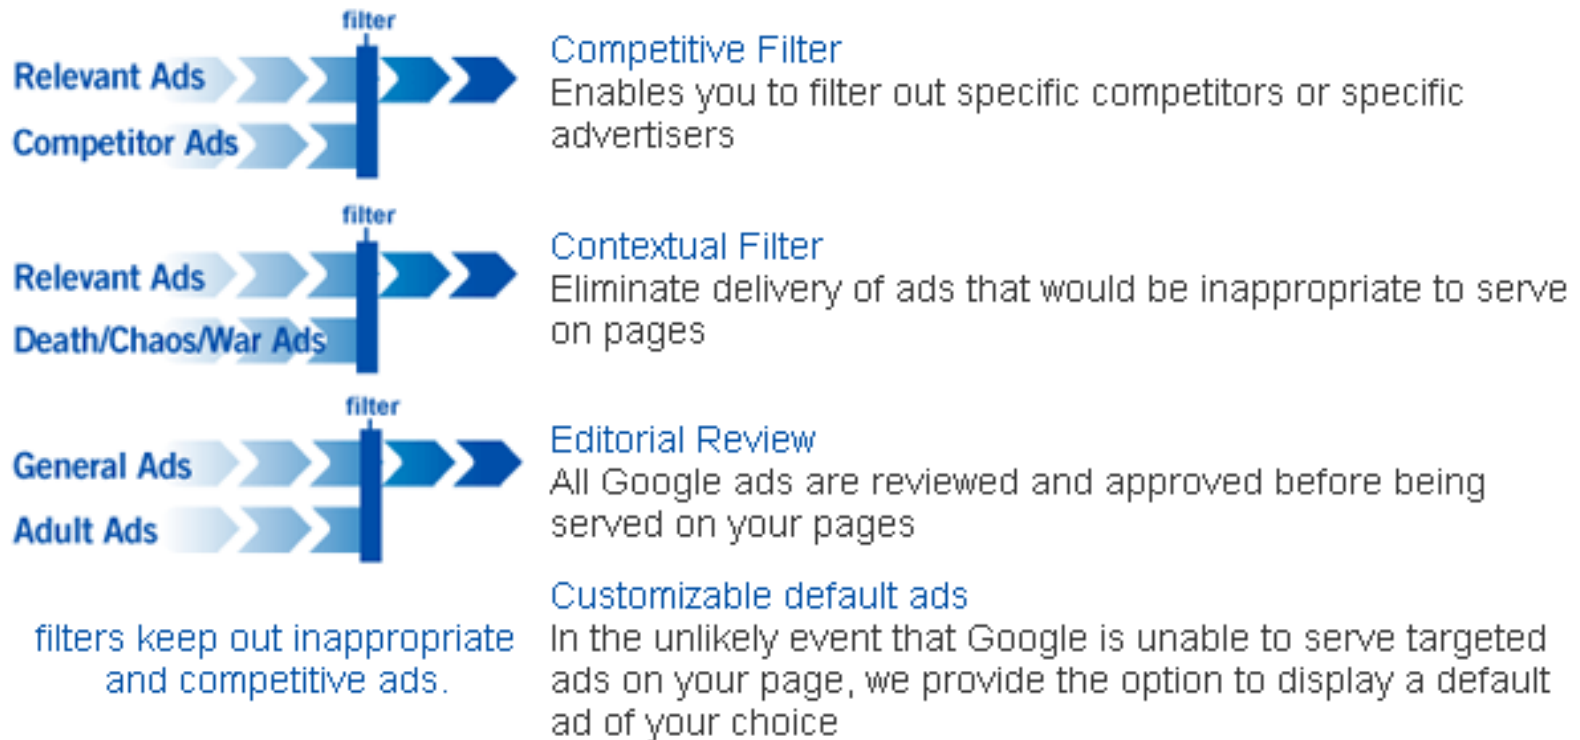 filter
Relevant Ads
Competitor Ads
Competitive Filter
Enables you to filter out specific competitors or specific
advertisers
filter
Relevant Ads
Death/Chaos/War Ads
Contextual Filter
Eliminate delivery of ads that would be inappropriate to serve
on pages
filter
General Ads
Adult Ads
Editorial Review
All Google ads are reviewed and approved before being
served on your pages
filters keep out inappropriate
and competitive ads.
Customizable default ads
In the unlikely event that Google is unable to serve targeted
ads on your page, we provide the option to display a default
ad of your choice